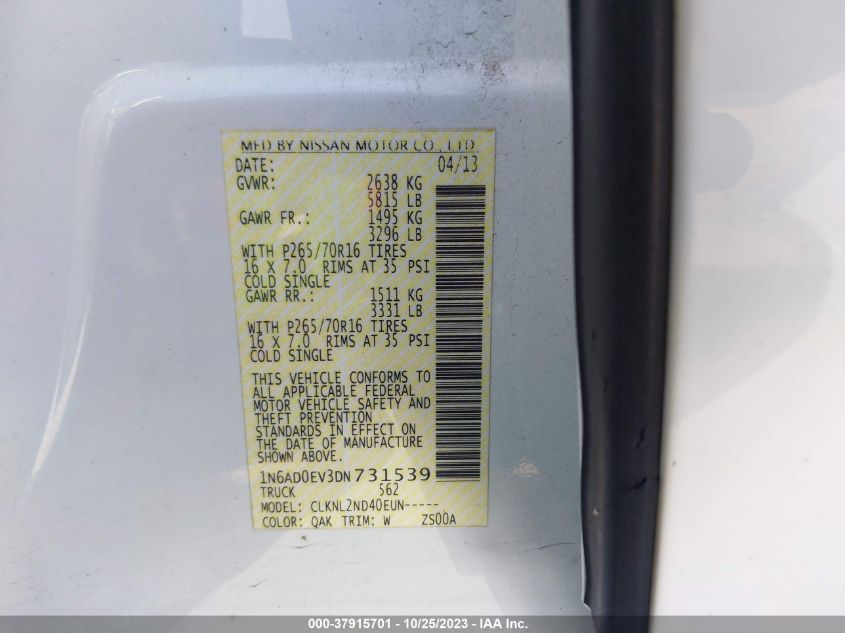 MFD BY NISSAN MOTOR CO., LTD.
DATE: 04/13
GVWR: 2638 KG
5815 LB
GAWR FR.: 1495 KG
3296 LB
WITH P265/70R16 TIRES
16 X 7.0 RIMS AT 35 PSI
COLD SINGLE
GAWR RR.: 1511 KG
3331 LB
WITH P265/70R16 TIRES
16 X 7.0 RIMS AT 35 PSI
COLD SINGLE
THIS VEHICLE CONFORMS TO
ALL APPLICABLE FEDERAL
MOTOR VEHICLE SAFETY AND
THEFT PREVENTION
STANDARDS IN EFFECT ON
THE DATE OF MANUFACTURE
SHOWN ABOVE.
1N6AD0EV3DN731539
TRUCK 562
MODEL: CLKNL2ND40EUN-----
COLOR: QAK TRIM: W ZS00A
000-37915701 - 10/25/2023 - IAA Inc.